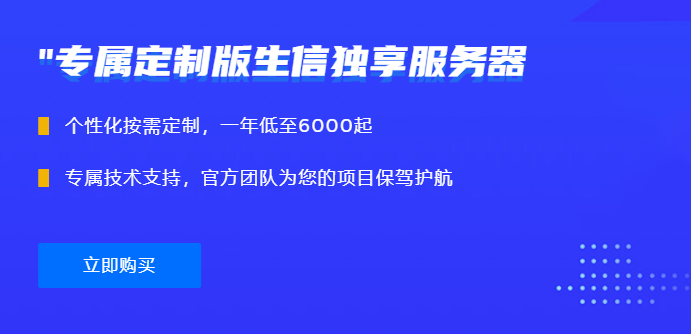 "专属定制版生信独享服务器
个性化按需定制，一年低至6000起
专属技术支持，官方团队为您的项目保驾护航
立即购买